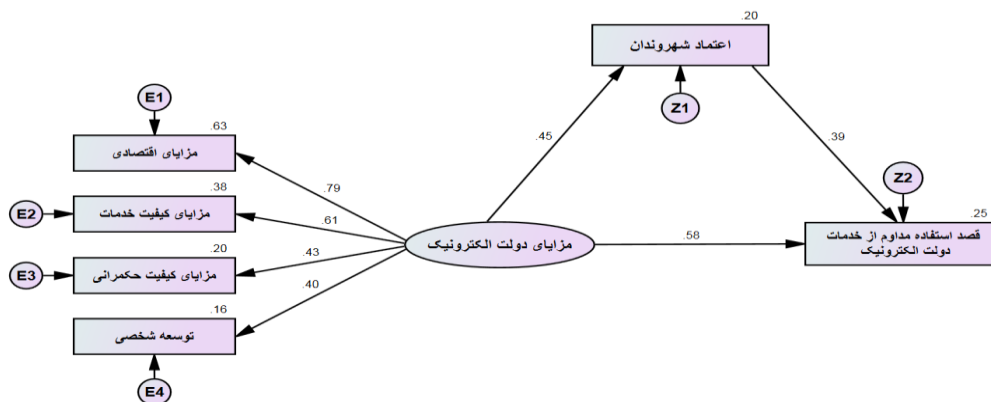 .20
اعتماد شهروندان
Z1
E1
.63
مزایای اقتصادی
.45
.39
.79
E2
.38
مزایای کیفیت خدمات
.61
Z2
.25
قصد استفاده مداوم از خدمات
دولت الکترونیک
مزایای دولت الکترونیک
.58
E3
.20
مزایای کیفیت حکمرانی
.43
.40
.16
توسعه شخصی
E4